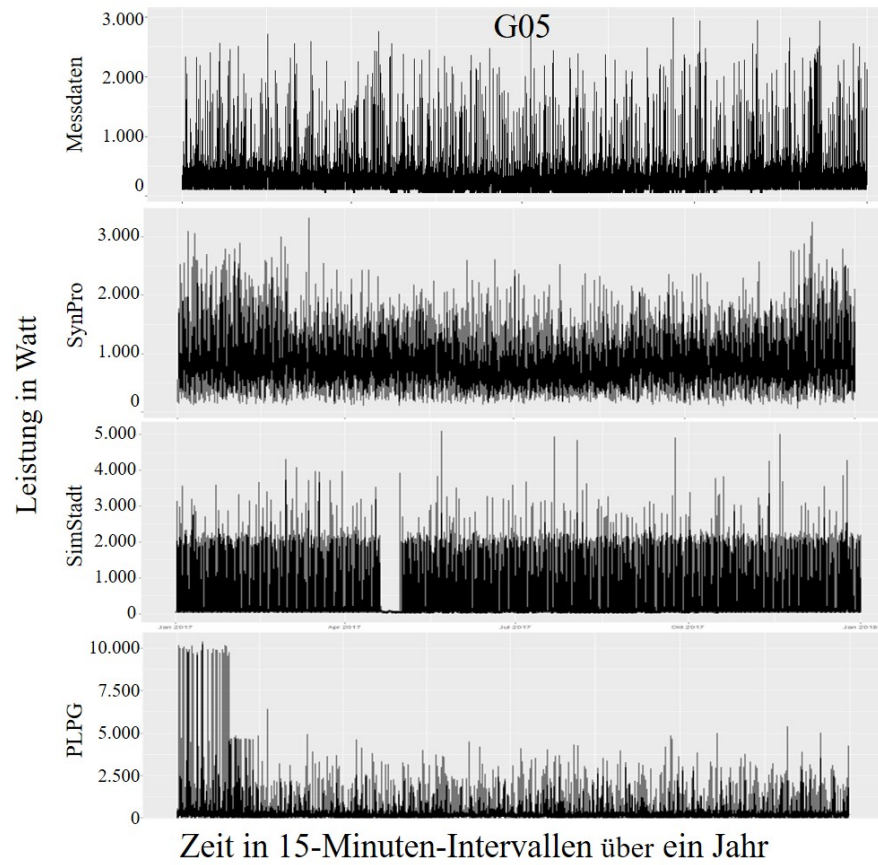 G05
Leistung in Watt
Messdaten
3.000
2.000
1.000
0
SynPro
3.000
2.000
1.000
0
SimStadt
5.000
4.000
3.000
2.000
1.000
0
Jan 2017
Apr 2017
Jul 2017
Okt 2017
Jan 2018
PLPG
10.000
7.500
5.000
2.500
0
Zeit in 15-Minuten-Intervallen über ein Jahr